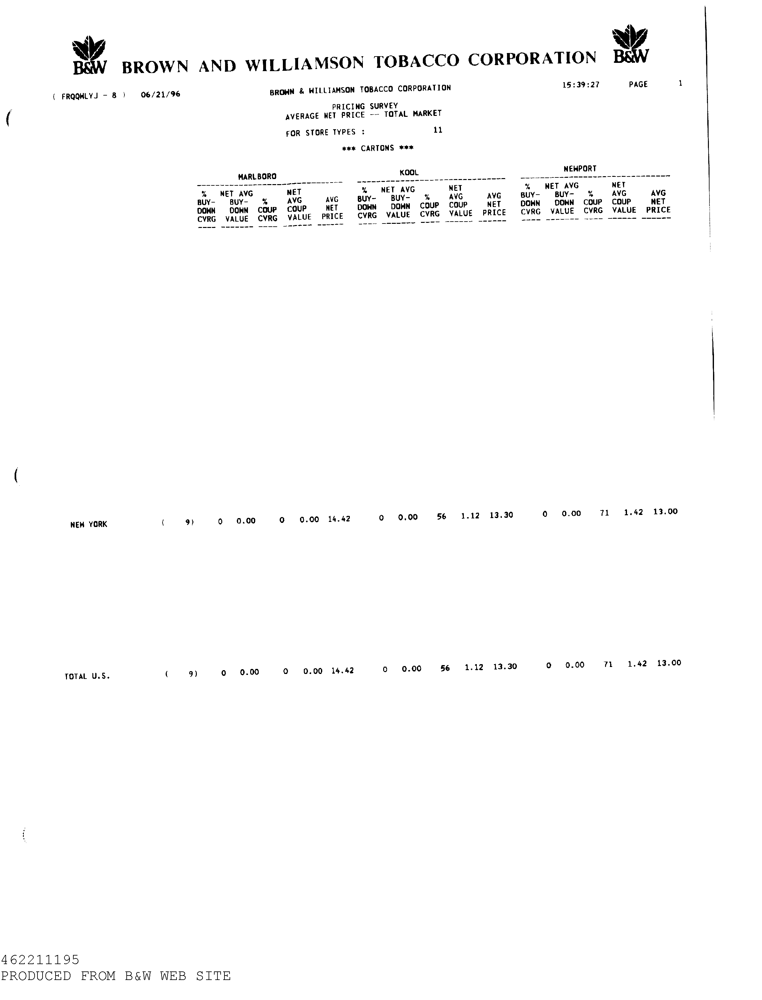 B&W BROWN AND WILLIAMSON TOBACCO CORPORATION B&W
( FRQQWLYJ - 8 ) 06/21/96 BROWN & WILLIAMSON TOBACCO CORPORATION 15:39:27 PAGE 1
PRICING SURVEY
AVERAGE NET PRICE -- TOTAL MARKET
FOR STORE TYPES : 11
*** CARTONS ***
MARLBORO KOOL NEWPORT
% NET AVG NET % NET AVG NET % NET AVG NET
BUY- BUY- % AVG AVG BUY- BUY- % AVG AVG BUY- BUY- % AVG AVG
DOWN DOWN COUP COUP NET DOWN DOWN COUP COUP NET DOWN DOWN COUP COUP NET
CVRG VALUE CVRG VALUE PRICE CVRG VALUE CVRG VALUE PRICE CVRG VALUE CVRG VALUE PRICE
NEW YORK ( 9) 0 0.00 0 0.00 14.42 0 0.00 56 1.12 13.30 0 0.00 71 1.42 13.00
TOTAL U.S. ( 9) 0 0.00 0 0.00 14.42 0 0.00 56 1.12 13.30 0 0.00 71 1.42 13.00
462211195
PRODUCED FROM B&W WEB SITE